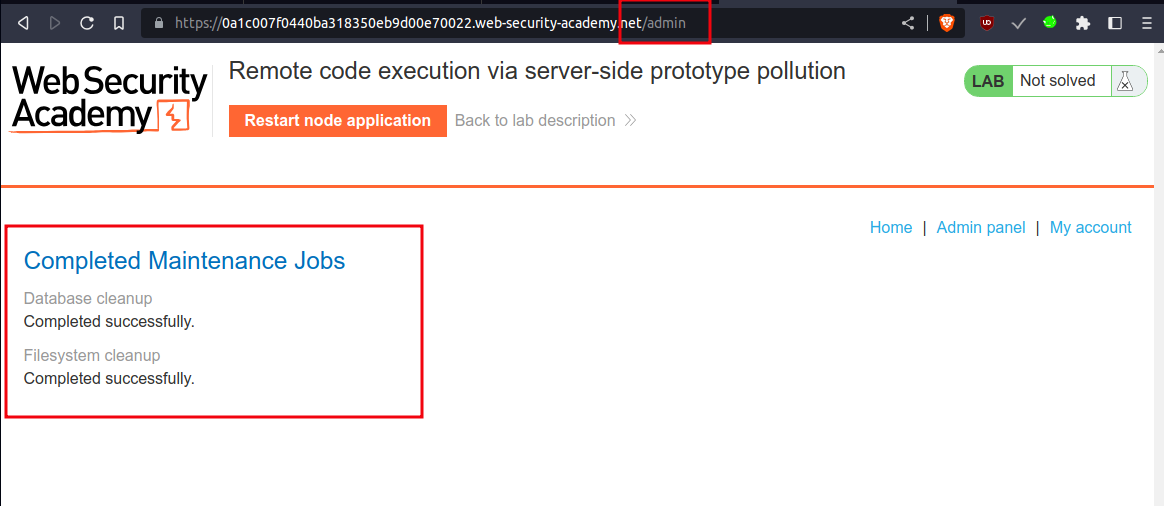 https://0a1c007f0440ba318350eb9d00e70022.web-security-academy.net/admin
Web Security
Academy
Remote code execution via server-side prototype pollution
LAB Not solved
Restart node application
Back to lab description
Home | Admin panel | My account
Completed Maintenance Jobs
Database cleanup
Completed successfully.
Filesystem cleanup
Completed successfully.